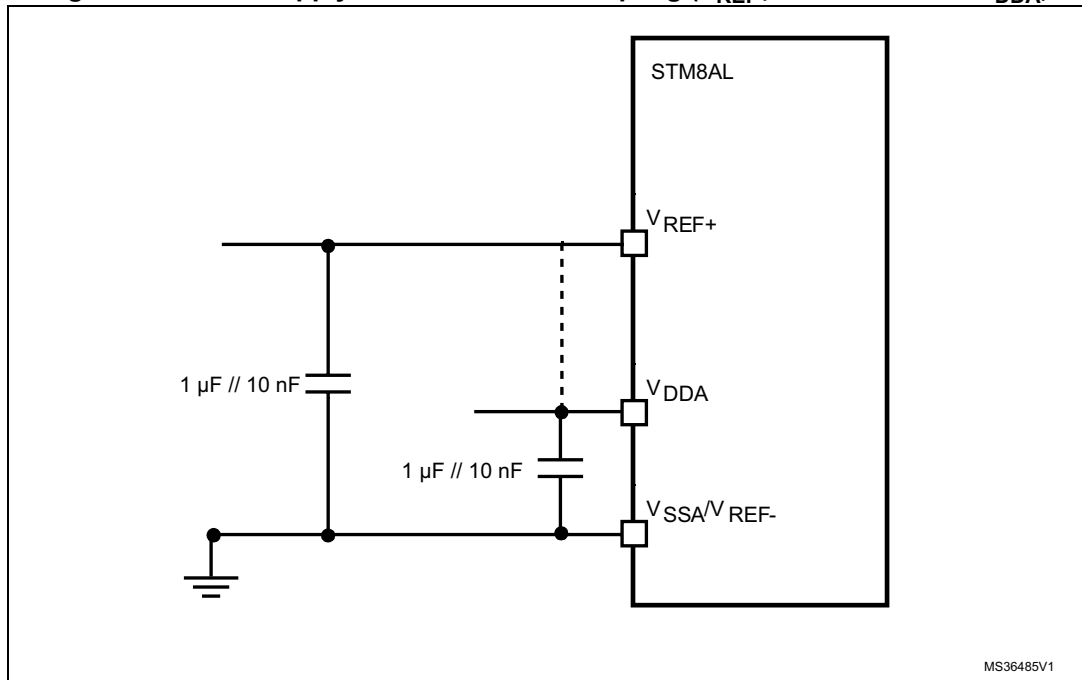 STM8AL
VREF+
1 µF // 10 nF
VDDA
1 µF // 10 nF
VSSA/VREF-
MS36485V1